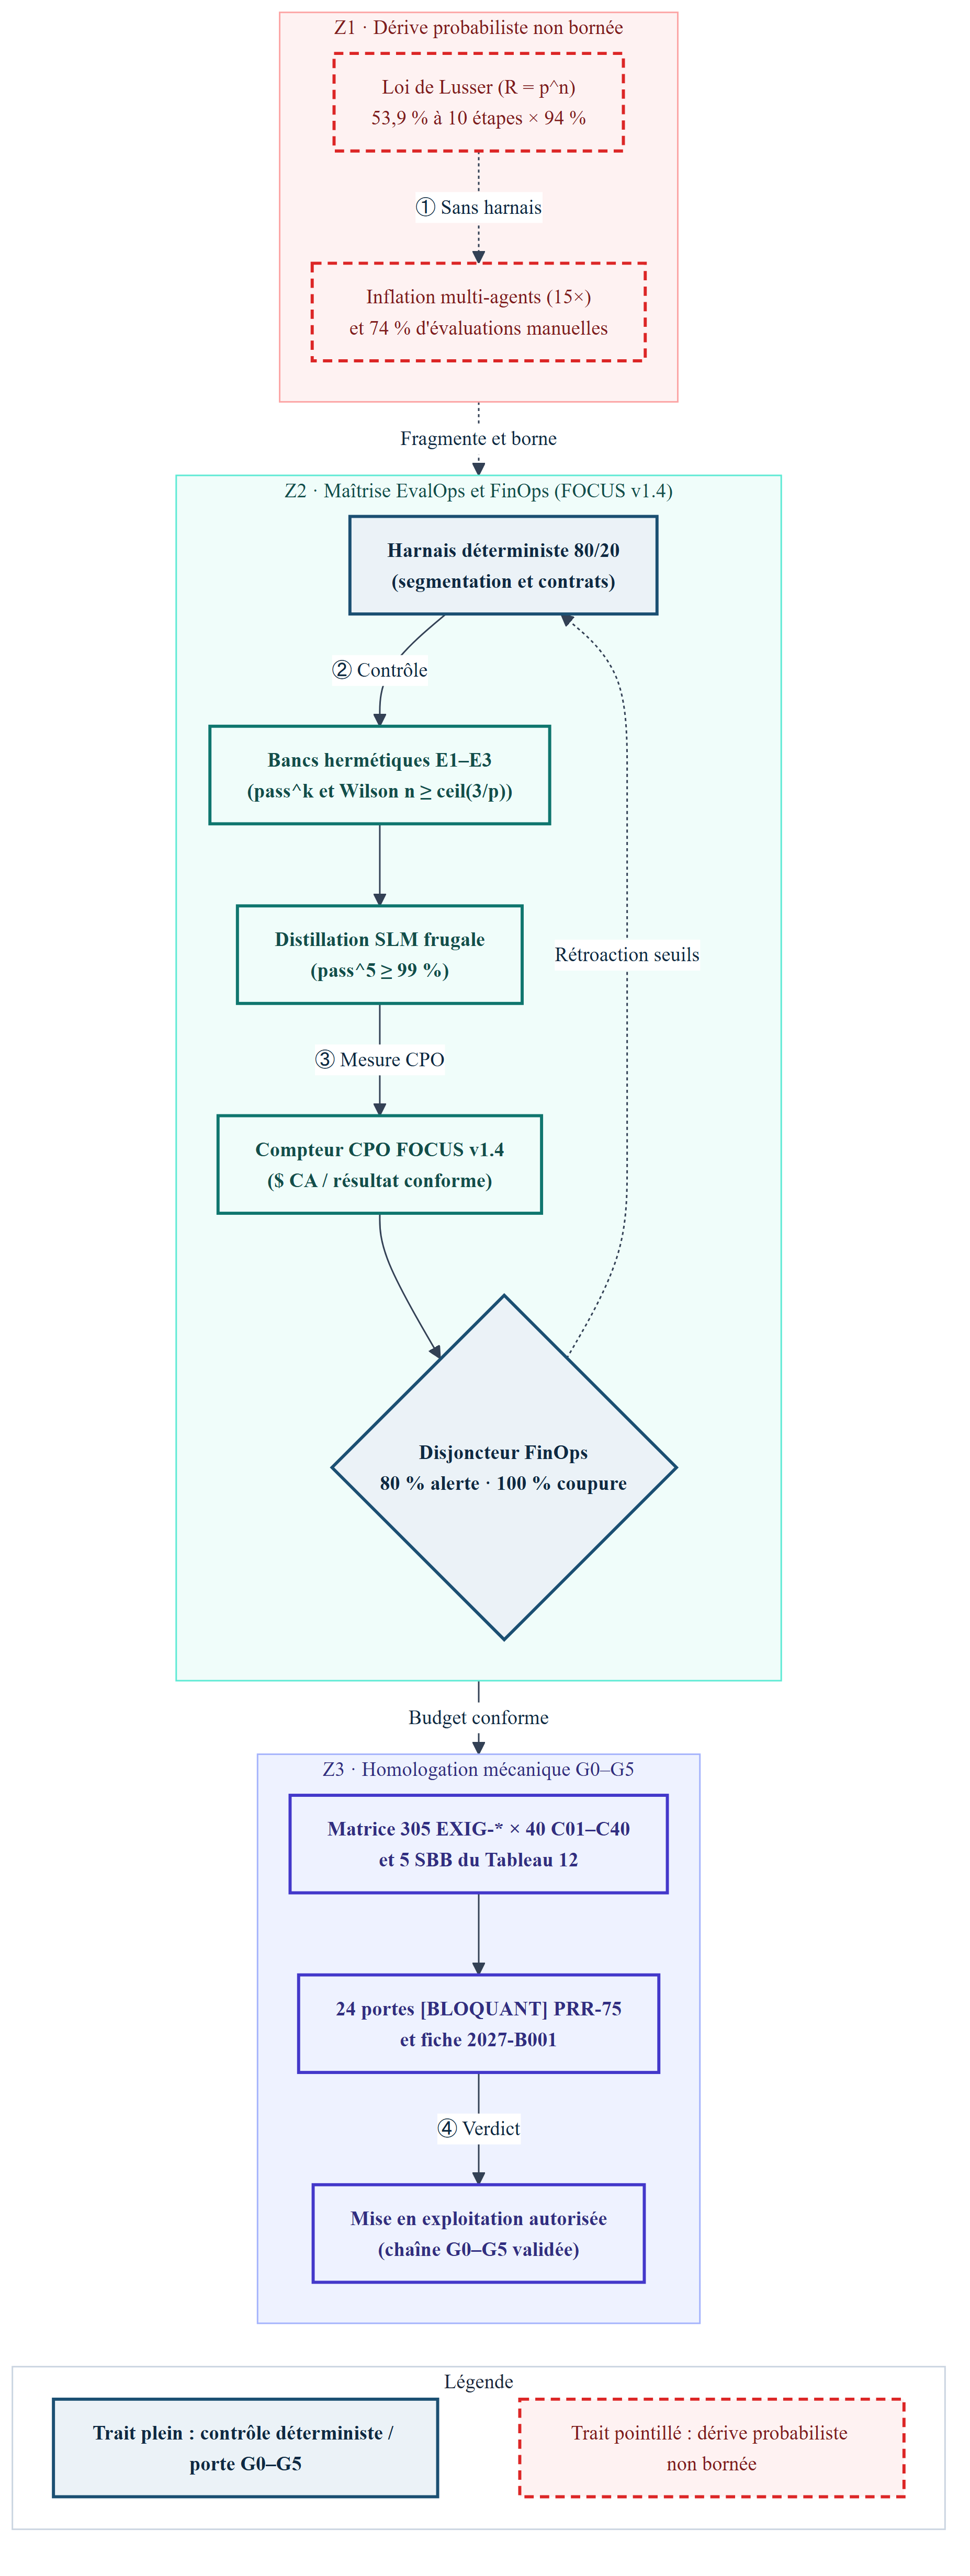 Z1 · Dérive probabiliste non bornée
Loi de Lusser (R = p^n)
53,9 % à 10 étapes × 94 %
① Sans harnais
Inflation multi-agents (15×)
et 74 % d'évaluations manuelles
Fragmente et borne
Z2 · Maîtrise EvalOps et FinOps (FOCUS v1.4)
Harnais déterministe 80/20
(segmentation et contrats)
② Contrôle
Bancs hermétiques E1–E3
(pass^k et Wilson n ≥ ceil(3/p))
Distillation SLM frugale
(pass^5 ≥ 99 %)
Rétroaction seuils
③ Mesure CPO
Compteur CPO FOCUS v1.4
($ CA / résultat conforme)
Disjoncteur FinOps
80 % alerte · 100 % coupure
Budget conforme
Z3 · Homologation mécanique G0–G5
Matrice 305 EXIG-* × 40 C01–C40
et 5 SBB du Tableau 12
24 portes [BLOQUANT] PRR-75
et fiche 2027-B001
④ Verdict
Mise en exploitation autorisée
(chaîne G0–G5 validée)
Légende
Trait plein : contrôle déterministe /
porte G0–G5
Trait pointillé : dérive probabiliste
non bornée